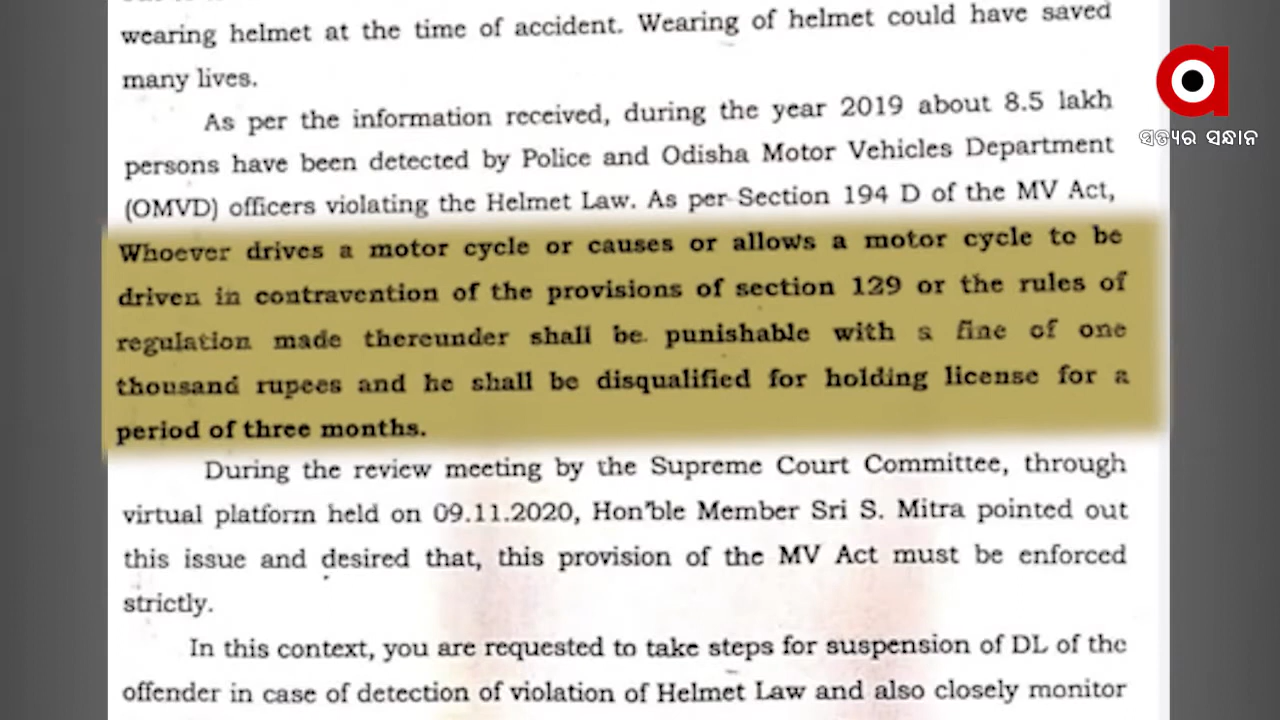 wearing helmet at the time of accident. Wearing of helmet could have saved
many lives.
As per the information received, during the year 2019 about 8.5 lakh
persons have been detected by Police and Odisha Motor Vehicles Department
(OMVD) officers violating the Helmet Law. As per Section 194 D of the MV Act,
Whoever drives a motor cycle or causes or allows a motor cycle to be
driven in contravention of the provisions of section 129 or the rules of
regulation made thereunder shall be punishable with a fine of one
thousand rupees and he shall be disqualified for holding license for a
period of three months.
During the review meeting by the Supreme Court Committee, through
virtual platform held on 09.11.2020, Hon'ble Member Sri S. Mitra pointed out
this issue and desired that, this provision of the MV Act must be enforced
strictly.
In this context, you are requested to take steps for suspension of DL of the
offender in case of detection of violation of Helmet Law and also closely monitor
ସତ୍ୟର ସନ୍ଧାନ